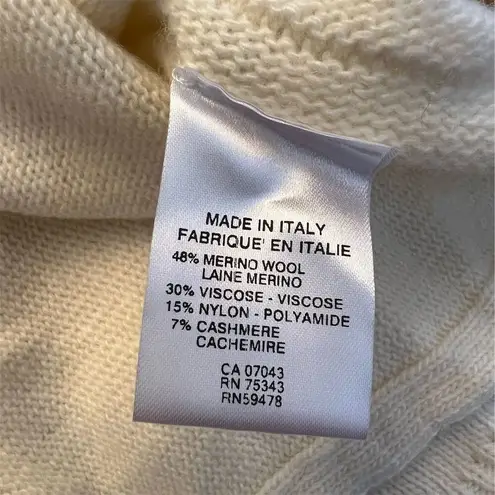 MADE IN ITALY
FABRIQUE' EN ITALIE
48% MERINO WOOL
LAINE MERINO
30% VISCOSE - VISCOSE
15% NYLON - POLYAMIDE
7% CASHMERE
CACHEMIRE
CA 07043
RN 75343
RN59478